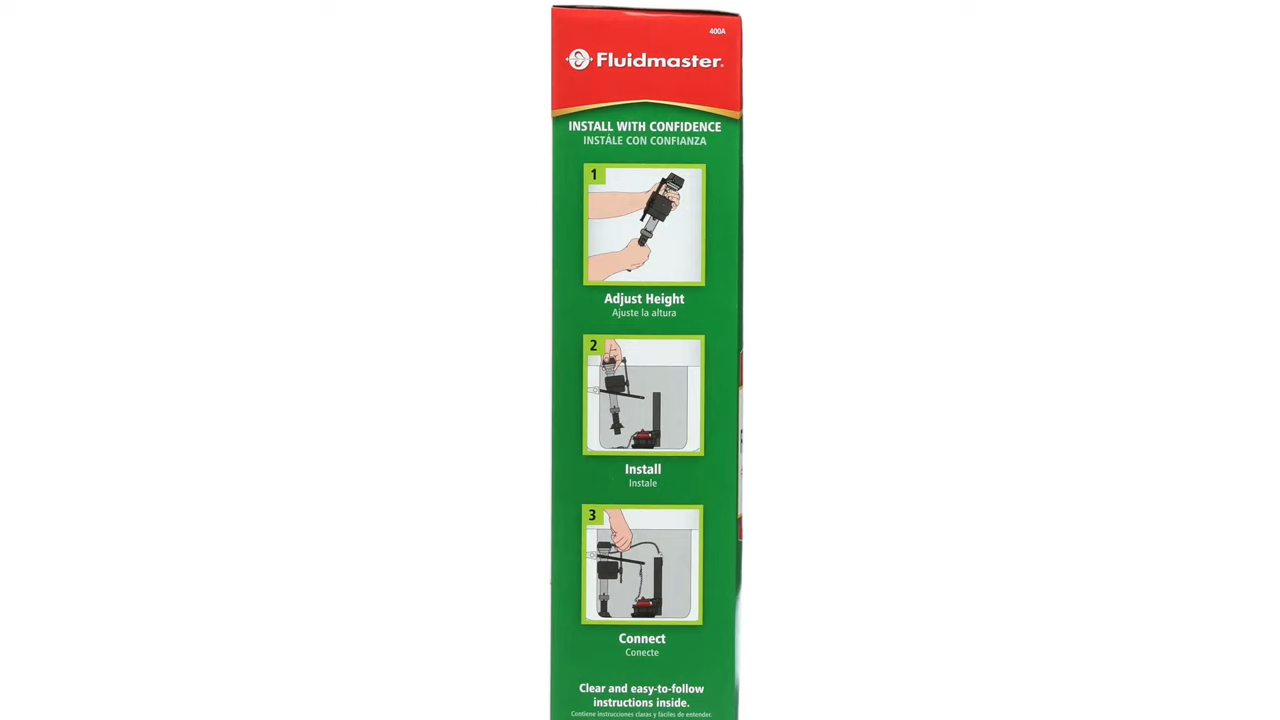 400A
Fluidmaster®
INSTALL WITH CONFIDENCE
INSTÁLE CON CONFIANZA
1
Adjust Height
Ajuste la altura
2
Install
Instale
3
Connect
Conecte
Clear and easy-to-follow
instructions inside.
Contiene instrucciones claras y fáciles de entender.